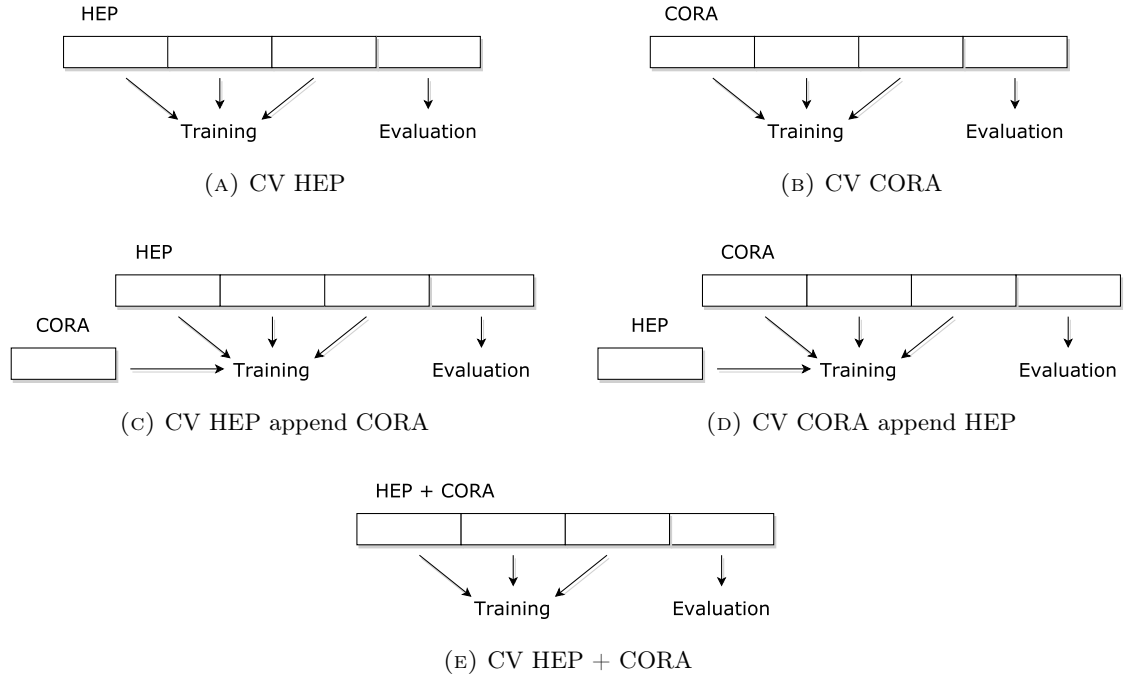 HEP
Training Evaluation
(A) CV HEP
CORA
Training Evaluation
(B) CV CORA
HEP
CORA
Training Evaluation
(C) CV HEP append CORA
CORA
HEP
Training Evaluation
(D) CV CORA append HEP
HEP + CORA
Training Evaluation
(E) CV HEP + CORA